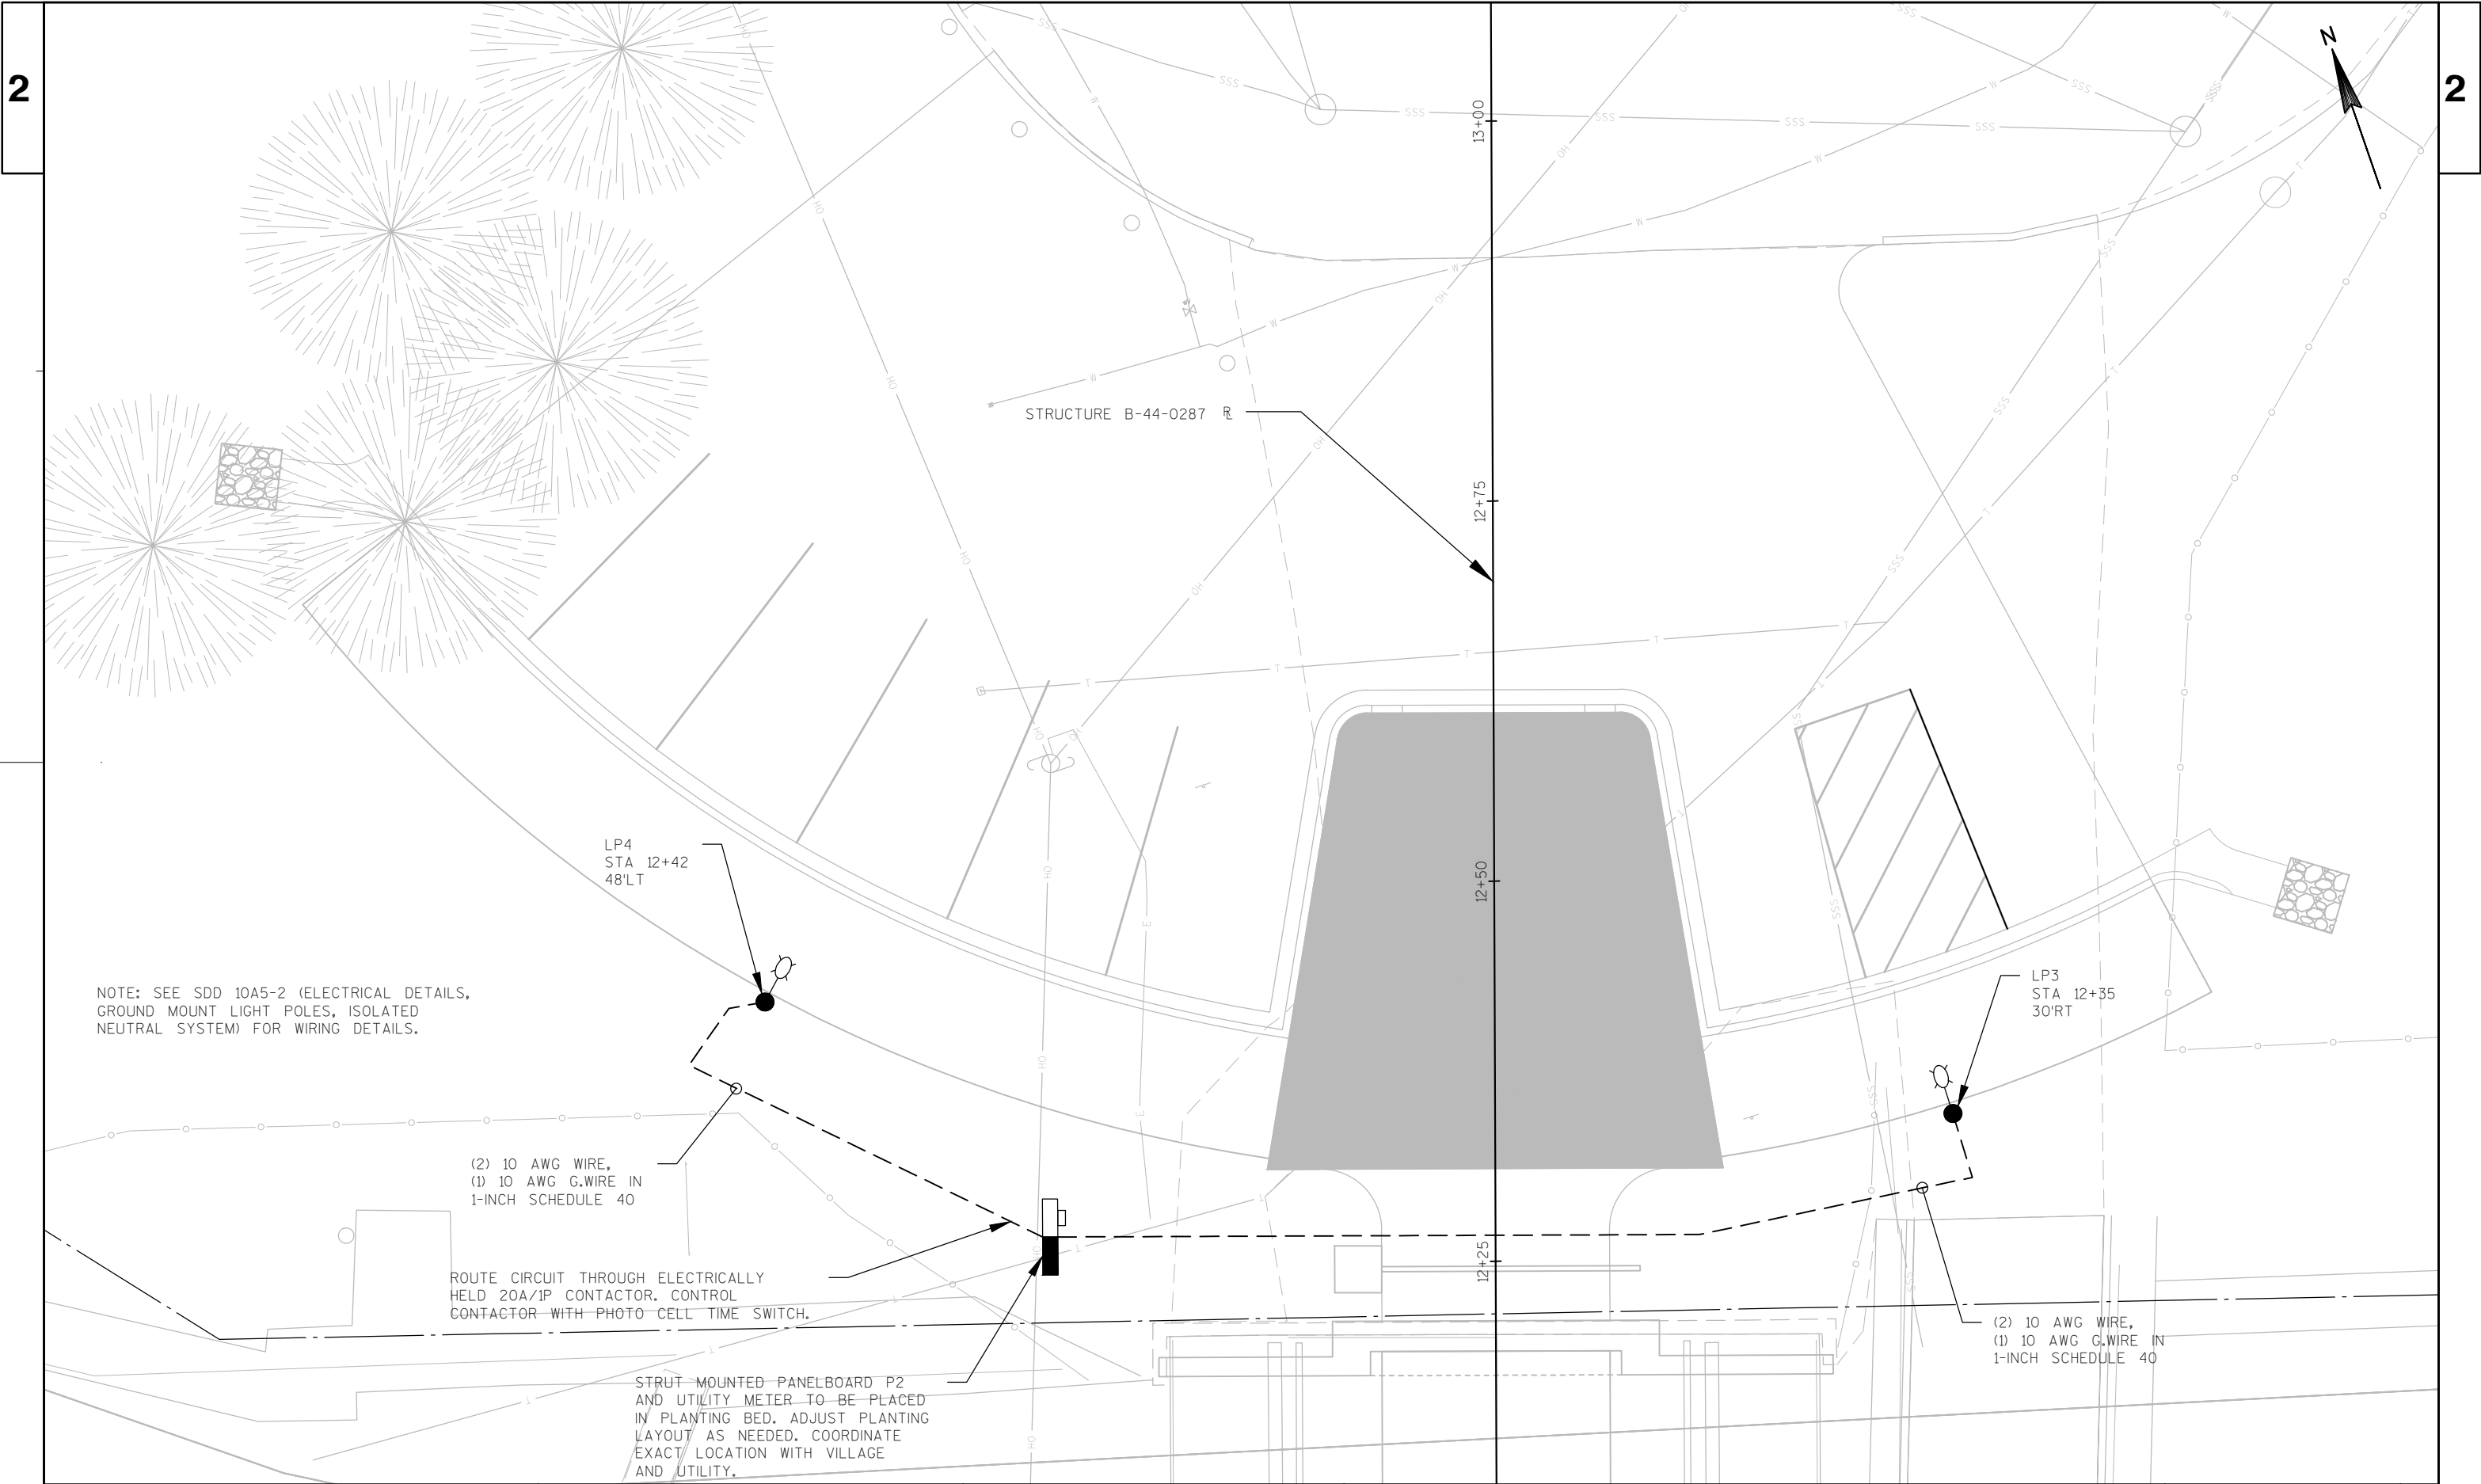 2
2
N
13+00
STRUCTURE B-44-0287 R/L
12+75
12+50
LP4
STA 12+42
48'LT
NOTE: SEE SDD 10A5-2 (ELECTRICAL DETAILS,
GROUND MOUNT LIGHT POLES, ISOLATED
NEUTRAL SYSTEM) FOR WIRING DETAILS.
LP3
STA 12+35
30'RT
(2) 10 AWG WIRE,
(1) 10 AWG G.WIRE IN
1-INCH SCHEDULE 40
12+25
ROUTE CIRCUIT THROUGH ELECTRICALLY
HELD 20A/1P CONTACTOR. CONTROL
CONTACTOR WITH PHOTO CELL TIME SWITCH.
(2) 10 AWG WIRE,
(1) 10 AWG G.WIRE IN
1-INCH SCHEDULE 40
STRUT MOUNTED PANELBOARD P2
AND UTILITY METER TO BE PLACED
IN PLANTING BED. ADJUST PLANTING
LAYOUT AS NEEDED. COORDINATE
EXACT LOCATION WITH VILLAGE
AND UTILITY.